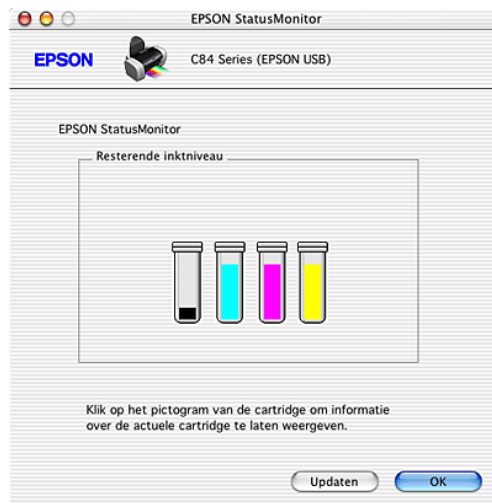 EPSON StatusMonitor
EPSON
C84 Series (EPSON USB)
EPSON StatusMonitor
Resterende inktniveau
Klik op het pictogram van de cartridge om informatie
over de actuele cartridge te laten weergeven.
Updaten
OK